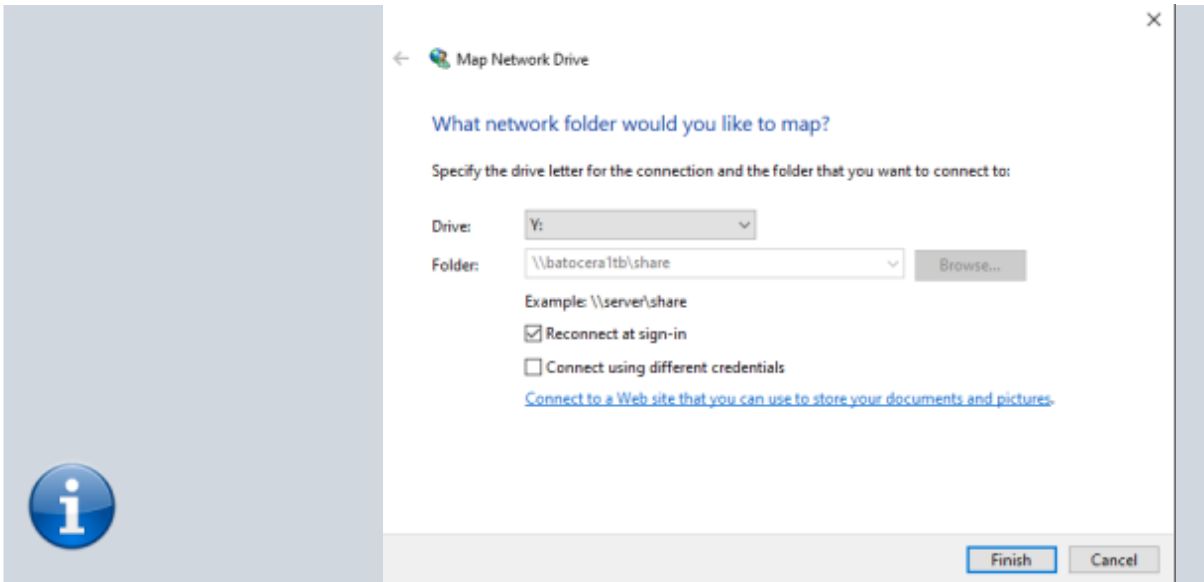 Map Network Drive
What network folder would you like to map?
Specify the drive letter for the connection and the folder that you want to connect to:
Drive: Y:
Folder: \\batocera1tb\share Browse...
Example: \\server\share
Reconnect at sign-in
Connect using different credentials
Connect to a Web site that you can use to store your documents and pictures.
Finish Cancel